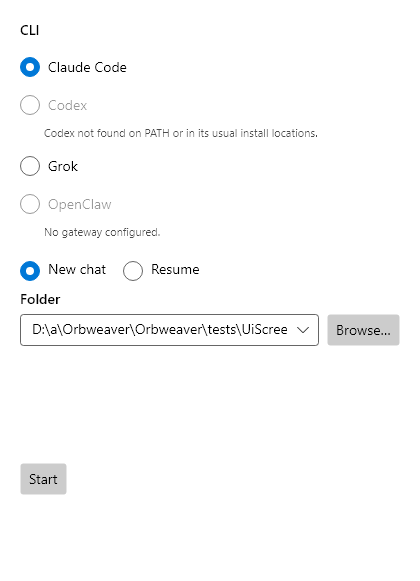 CLI
Claude Code
Codex
Codex not found on PATH or in its usual install locations.
Grok
OpenClaw
No gateway configured.
New chat
Resume
Folder
D:\a\Orbweaver\Orbweaver\tests\UiScree
Browse...
Start